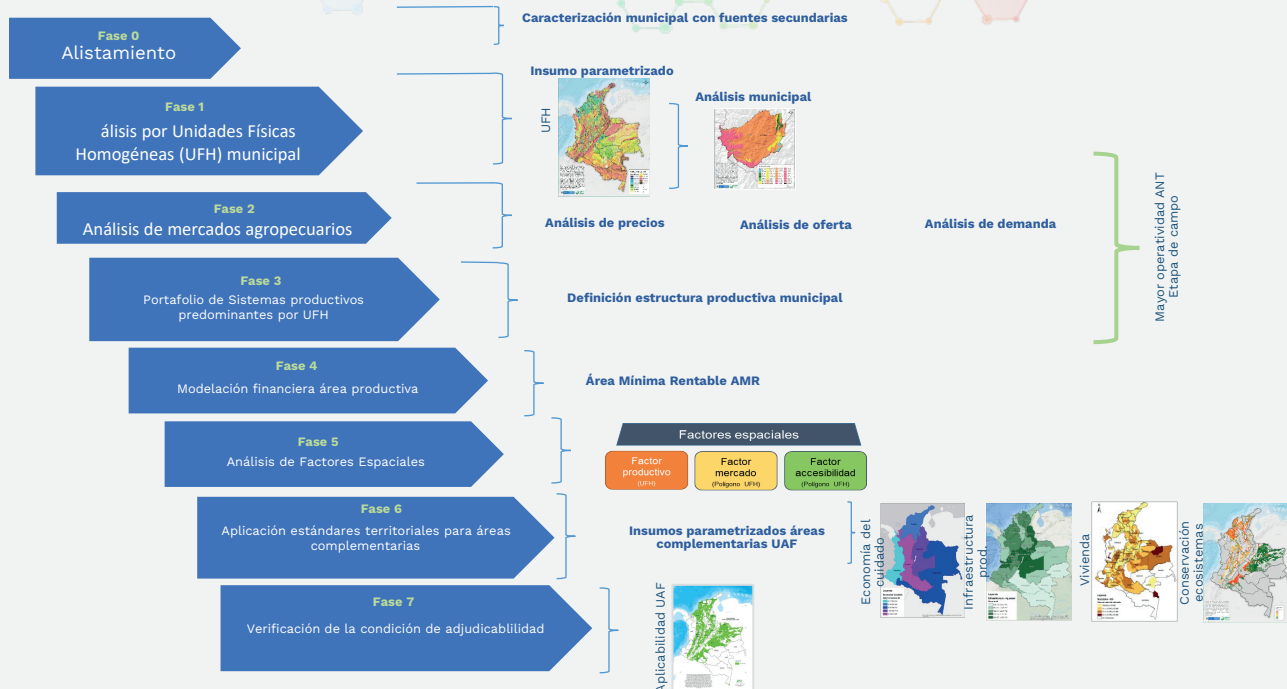 Caracterización municipal con fuentes secundarias
Fase 0
Alistamiento
Insumo parametrizado
Fase 1
álisis por Unidades Físicas
Homogéneas (UFH) municipal
UFH
Análisis municipal
Fase 2
Análisis de mercados agropecuarios
Análisis de precios
Análisis de oferta
Análisis de demanda
Mayor operatividad ANT
Etapa de campo
Fase 3
Portafolio de Sistemas productivos
predominantes por UFH
Definición estructura productiva municipal
Fase 4
Modelación financiera área productiva
Área Mínima Rentable AMR
Fase 5
Análisis de Factores Espaciales
Factores espaciales
Factor
productivo
(UFH)
Factor
mercado
(Polígono UFH)
Factor
accesibilidad
(Polígono UFH)
Fase 6
Aplicación estándares territoriales para áreas
complementarias
Insumos parametrizados áreas
complementarias UAF
Economía del
cuidado
Infraestructura
prod.
Vivienda
Conservación
ecosistemas
Fase 7
Verificación de la condición de adjudicablilidad
Aplicabilidad UAF